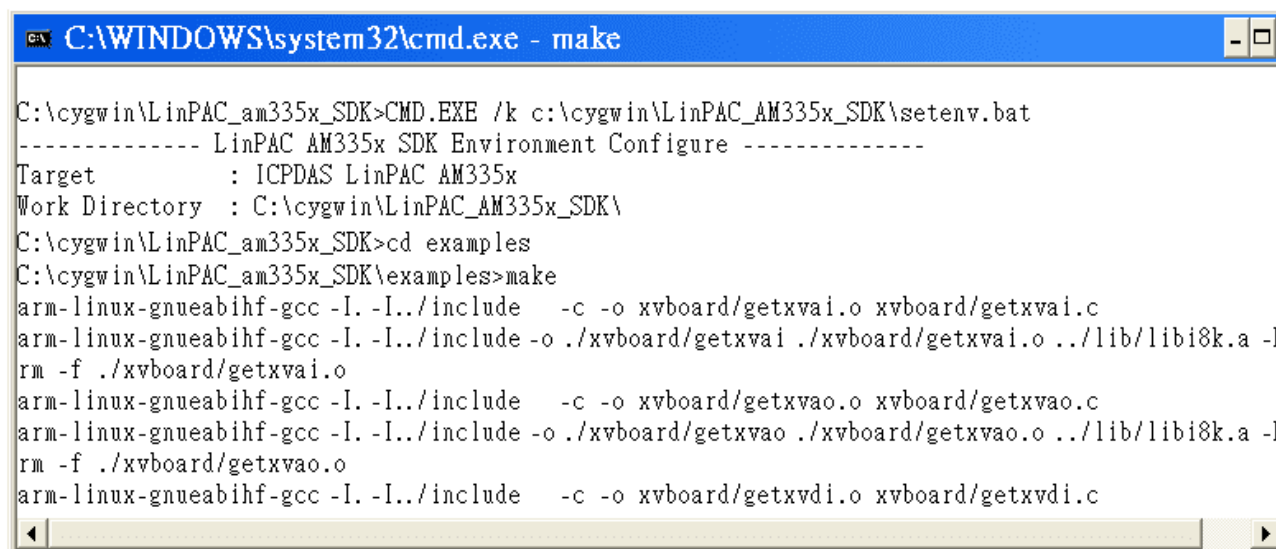 C:\WINDOWS\system32\cmd.exe - make
C:\cygwin\LinPAC_am335x_SDK>CMD.EXE /k c:\cygwin\LinPAC_AM335x_SDK\setenv.bat
-------------- LinPAC AM335x SDK Environment Configure --------------
Target : ICPDAS LinPAC AM335x
Work Directory : C:\cygwin\LinPAC_AM335x_SDK\
C:\cygwin\LinPAC_am335x_SDK>cd examples
C:\cygwin\LinPAC_am335x_SDK\examples>make
arm-linux-gnueabihf-gcc -I. -I../include -c -o xvboard/getxvai.o xvboard/getxvai.c
arm-linux-gnueabihf-gcc -I. -I../include -o ./xvboard/getxvai ./xvboard/getxvai.o ../lib/libi8k.a
rm -f ./xvboard/getxvai.o
arm-linux-gnueabihf-gcc -I. -I../include -c -o xvboard/getxvao.o xvboard/getxvao.c
arm-linux-gnueabihf-gcc -I. -I../include -o ./xvboard/getxvao ./xvboard/getxvao.o ../lib/libi8k.a
rm -f ./xvboard/getxvao.o
arm-linux-gnueabihf-gcc -I. -I../include -c -o xvboard/getxvdi.o xvboard/getxvdi.c